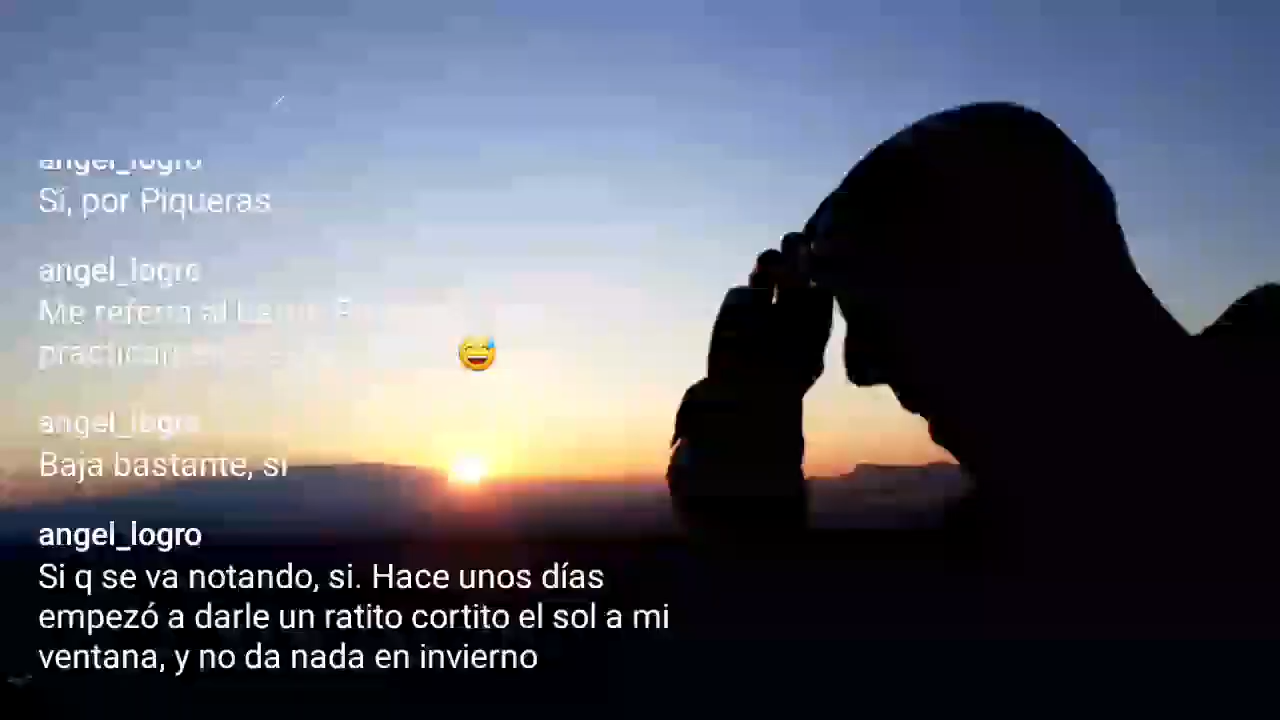 angel_logro
Sí, por Piqueras
angel_logro
Me refería al
angel_logro
Baja bastante, si
angel_logro
Si q se va notando, si. Hace unos días
empezó a darle un ratito cortito el sol a mi
ventana, y no da nada en invierno